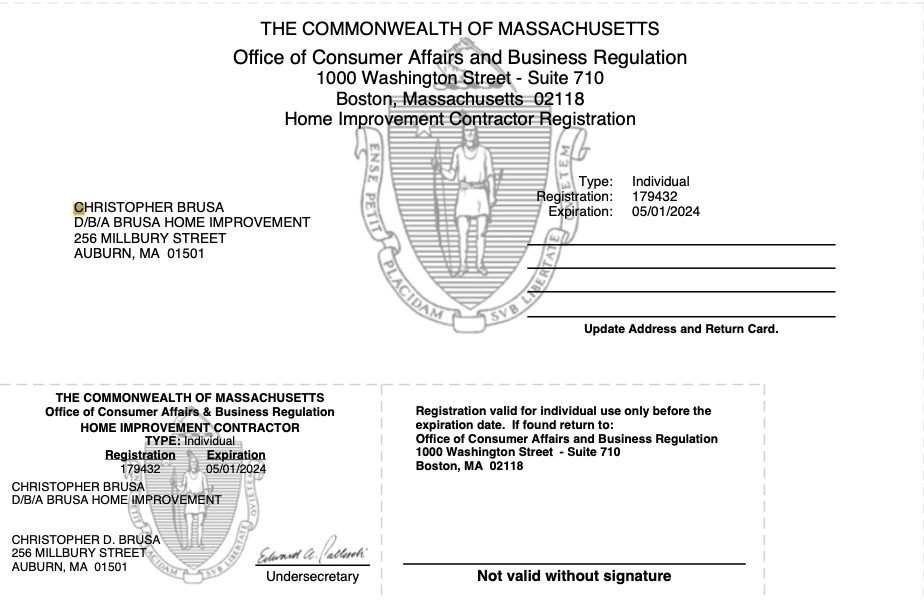 THE COMMONWEALTH OF MASSACHUSETTS
Office of Consumer Affairs and Business Regulation
1000 Washington Street - Suite 710
Boston, Massachusetts 02118
Home Improvement Contractor Registration
ENSE PETIT PLACIDAM SVB LIBERTATE QVIETEM
Type: Individual
Registration: 179432
Expiration: 05/01/2024
CHRISTOPHER BRUSA
D/B/A BRUSA HOME IMPROVEMENT
256 MILLBURY STREET
AUBURN, MA 01501
Update Address and Return Card.
THE COMMONWEALTH OF MASSACHUSETTS
Office of Consumer Affairs & Business Regulation
HOME IMPROVEMENT CONTRACTOR
TYPE: Individual
Registration Expiration
179432 05/01/2024
CHRISTOPHER BRUSA
D/B/A BRUSA HOME IMPROVEMENT
CHRISTOPHER D. BRUSA
256 MILLBURY STREET
AUBURN, MA 01501
Undersecretary
Registration valid for individual use only before the
expiration date. If found return to:
Office of Consumer Affairs and Business Regulation
1000 Washington Street - Suite 710
Boston, MA 02118
Not valid without signature